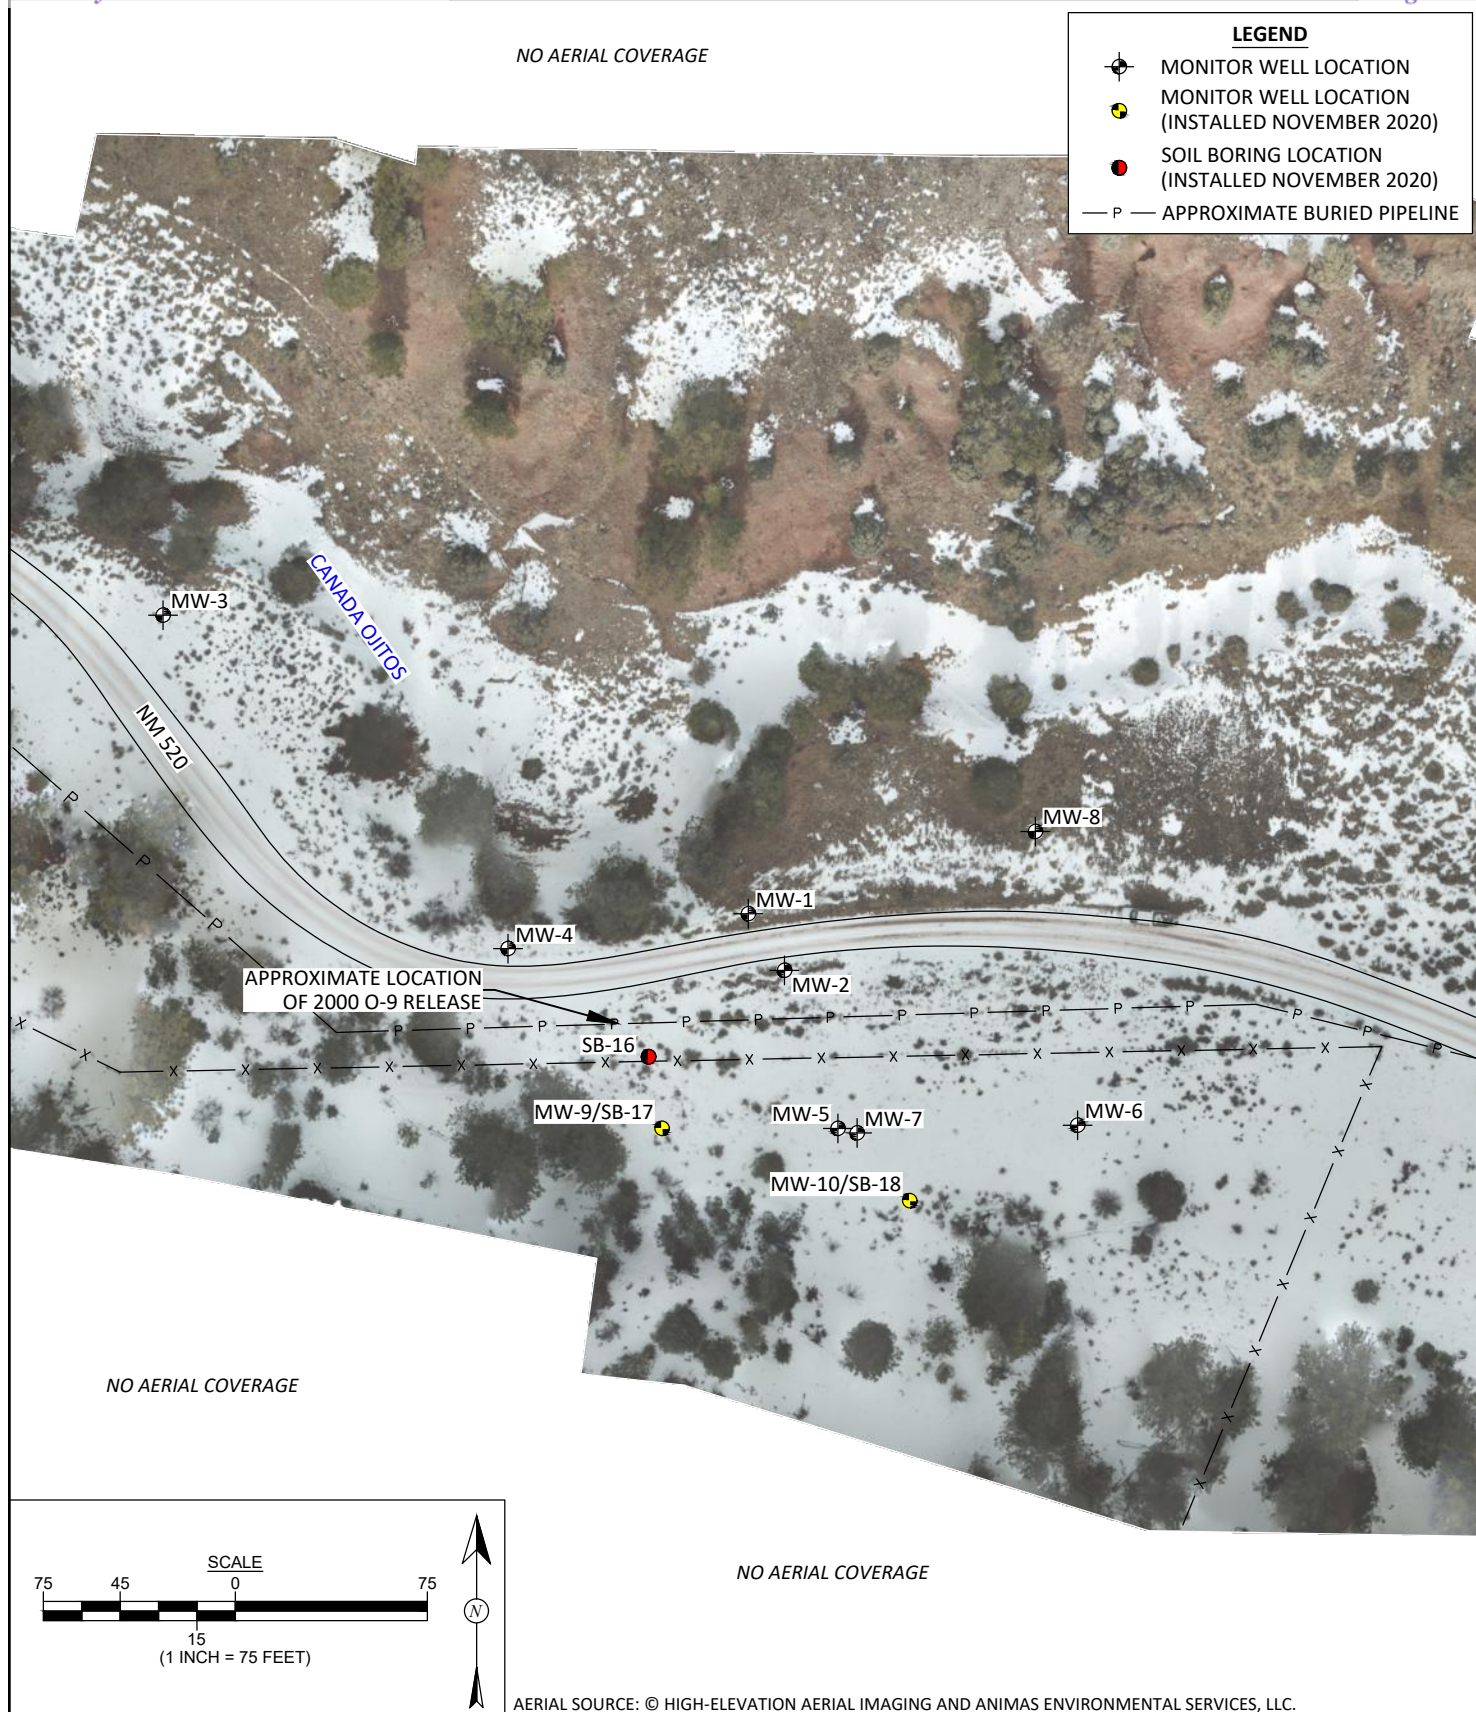 NO AERIAL COVERAGE
LEGEND
MONITOR WELL LOCATION
MONITOR WELL LOCATION
(INSTALLED NOVEMBER 2020)
SOIL BORING LOCATION
(INSTALLED NOVEMBER 2020)
P APPROXIMATE BURIED PIPELINE
CANADA OJITOS
MW-3
NM 520
MW-8
MW-1
MW-4
MW-2
APPROXIMATE LOCATION
OF 2000 O-9 RELEASE
P P P
P P P P P P P P P P P P P P
SB-16
X X X X X X X X X X X X X X X X X X X
MW-9/SB-17
MW-5
MW-7
MW-6
MW-10/SB-18
X X X X X X X
NO AERIAL COVERAGE
NO AERIAL COVERAGE
SCALE
75 45 0 75
15
(1 INCH = 75 FEET)
N
AERIAL SOURCE: © HIGH-ELEVATION AERIAL IMAGING AND ANIMAS ENVIRONMENTAL SERVICES, LLC.